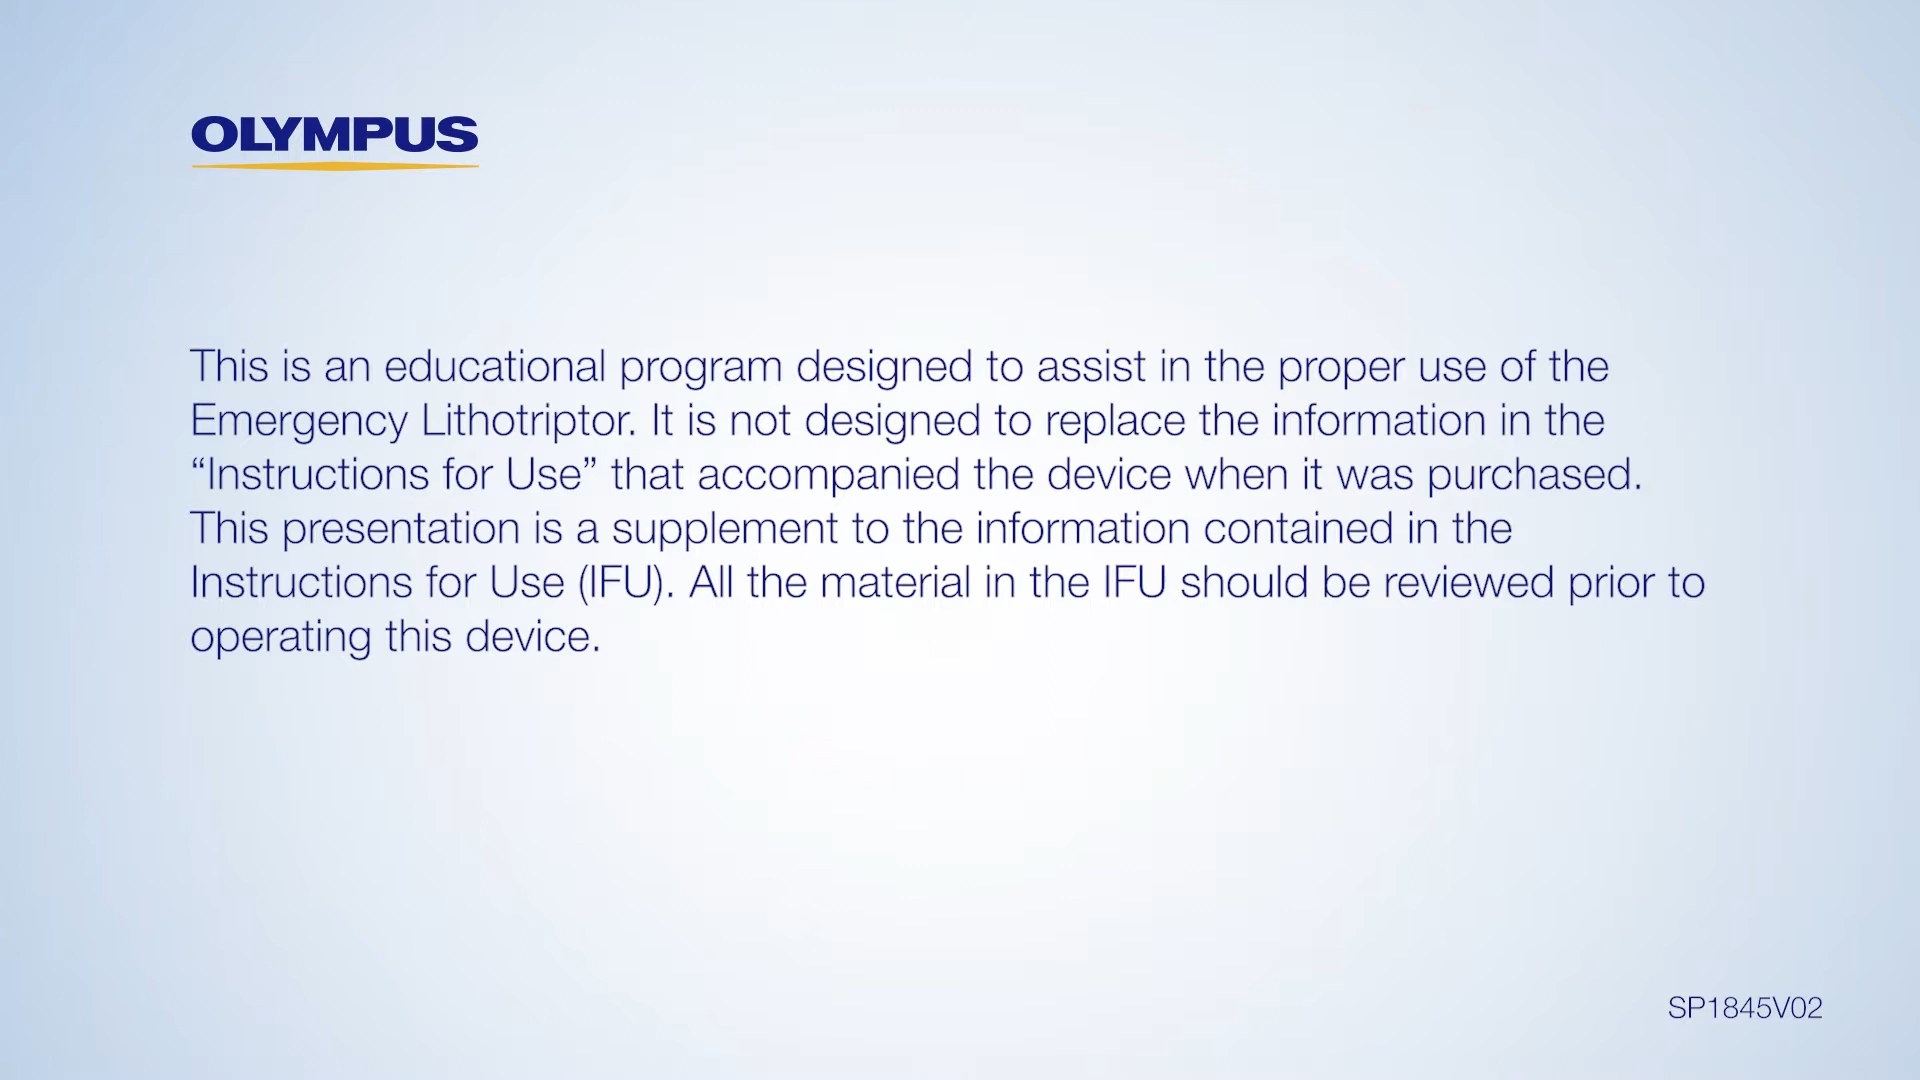 OLYMPUS
This is an educational program designed to assist in the proper use of the
Emergency Lithotriptor. It is not designed to replace the information in the
“Instructions for Use” that accompanied the device when it was purchased.
This presentation is a supplement to the information contained in the
Instructions for Use (IFU). All the material in the IFU should be reviewed prior to
operating this device.
SP1845V02